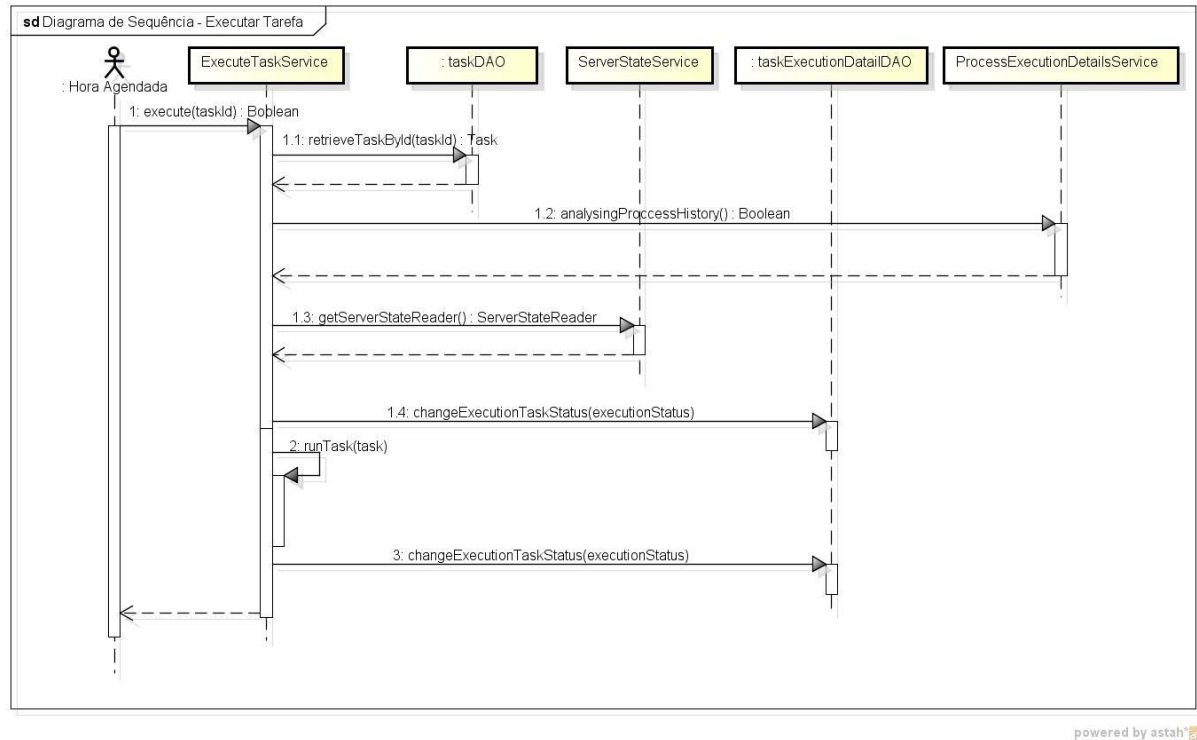 sd Diagrama de Sequência - Executar Tarefa
: Hora Agendada
ExecuteTaskService
: taskDAO
ServerStateService
: taskExecutionDatailDAO
ProcessExecutionDetailsService
1: execute(taskId) : Boolean
1.1: retrieveTaskById(taskId) : Task
1.2: analysingProccessHistory() : Boolean
1.3: getServerStateReader() : ServerStateReader
1.4: changeExecutionTaskStatus(executionStatus)
2: runTask(task)
3: changeExecutionTaskStatus(executionStatus)
powered by astah*